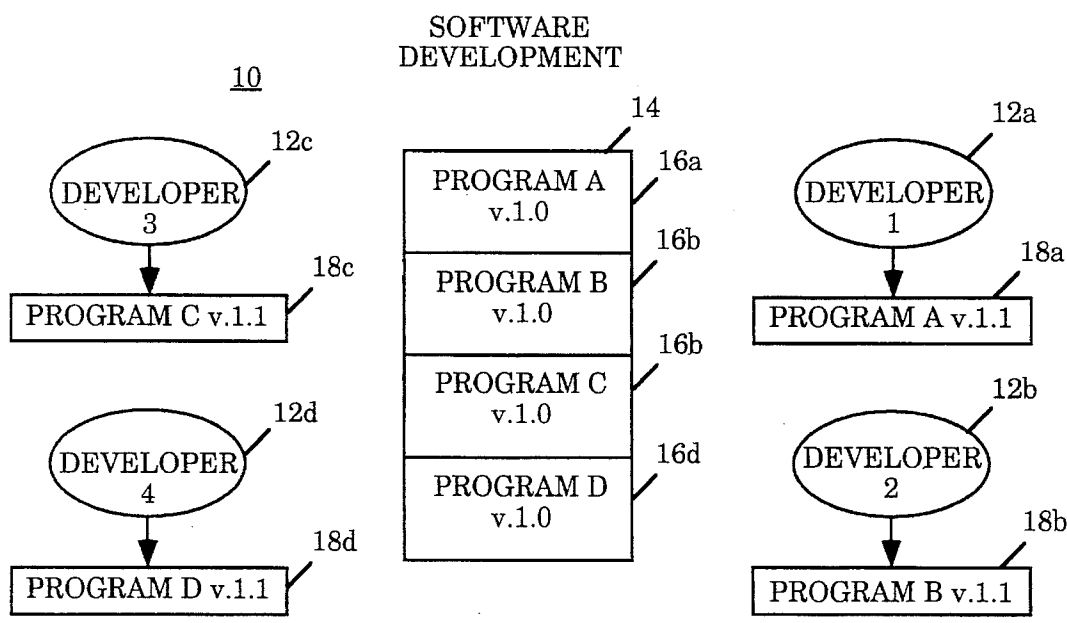 SOFTWARE
DEVELOPMENT
10
12c
DEVELOPER
3
18c
PROGRAM C v.1.1
12d
DEVELOPER
4
18d
PROGRAM D v.1.1
14
PROGRAM A
v.1.0
16a
PROGRAM B
v.1.0
16b
PROGRAM C
v.1.0
16b
PROGRAM D
v.1.0
16d
12a
DEVELOPER
1
18a
PROGRAM A v.1.1
12b
DEVELOPER
2
18b
PROGRAM B v.1.1